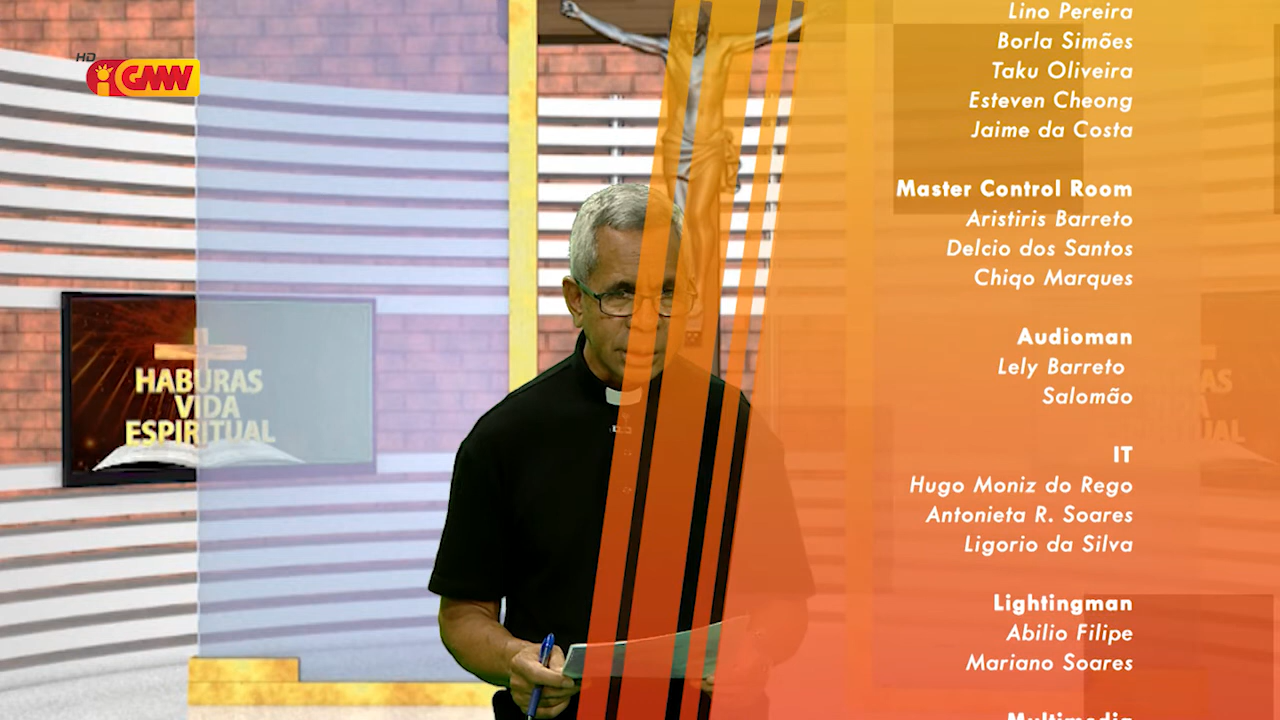 HD
GMN
HABURAS
VIDA
ESPIRITUAL
Lino Pereira
Borla Simões
Taku Oliveira
Esteven Cheong
Jaime da Costa
Master Control Room
Aristiris Barreto
Delcio dos Santos
Chiqo Marques
Audioman
Lely Barreto
Salomão
IT
Hugo Moniz do Rego
Antonieta R. Soares
Ligorio da Silva
Lightingman
Abilio Filipe
Mariano Soares
Multimedia